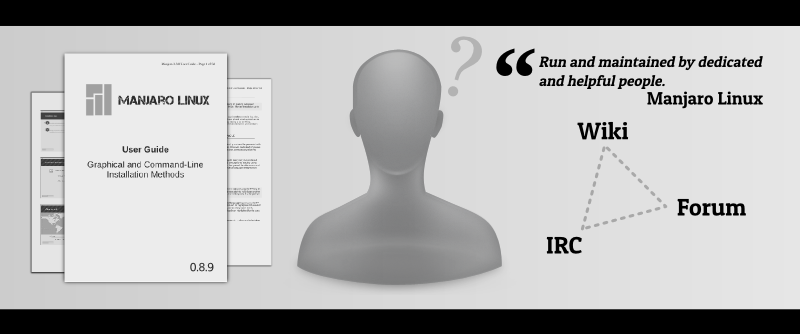 MANJARO LINUX
User Guide
Graphical and Command-Line
Installation Methods
0.8.9
?
“ Run and maintained by dedicated
and helpful people.
Manjaro Linux
Wiki
Forum
IRC